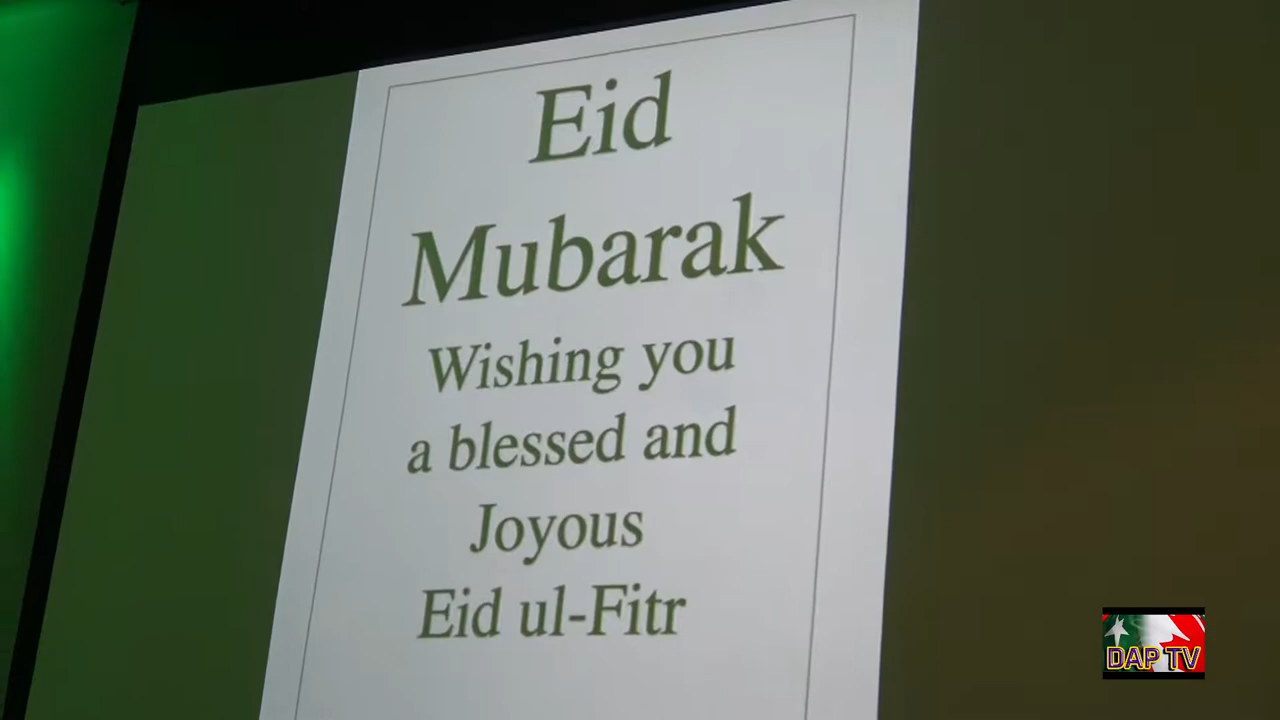 Eid
Mubarak
Wishing you
a blessed and
Joyous
Eid ul-Fitr
DAP TV